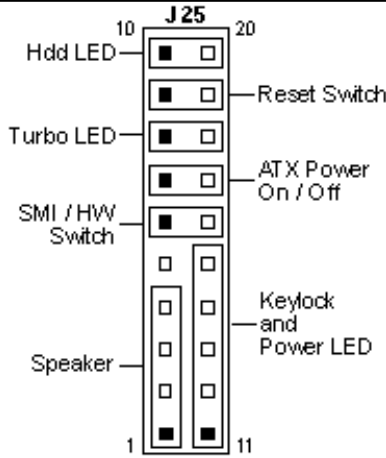 J25
10
20
Hdd LED
Reset Switch
Turbo LED
ATX Power
On / Off
SMI / HW
Switch
Keylock
and
Power LED
Speaker
1
11